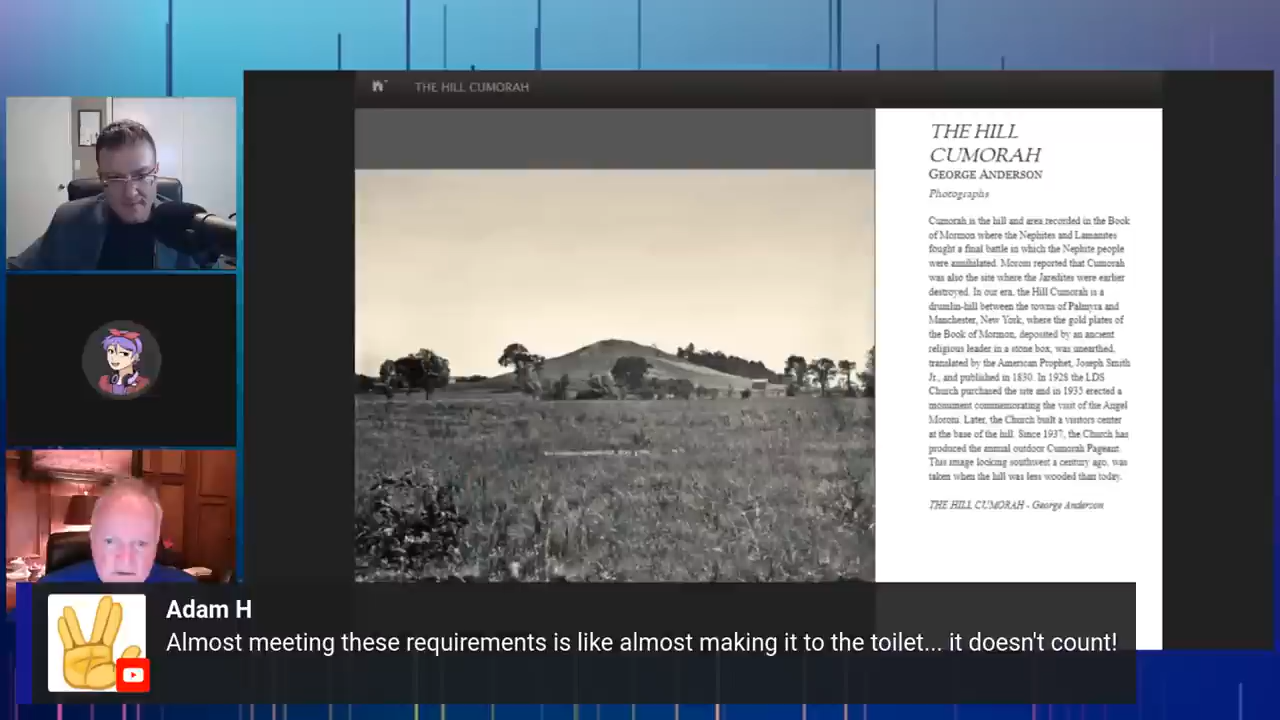 THE HILL CUMORAH
THE HILL
CUMORAH
GEORGE ANDERSON
Photographs
Cumorah is the hill and area recorded in the Book
of Mormon where the Nephites and Lamanites
fought a final battle in which the Nephite people
were annihilated. Moroni reported that Cumorah
was also the site where the Jaredites were earlier
destroyed. In our era, the Hill Cumorah is a
drumlin-hill between the towns of Palmyra and
Manchester, New York, where the gold plates of
the Book of Mormon, deposited by an ancient
religious leader in a stone box, was unearthed,
translated by the American Prophet, Joseph Smith
Jr., and published in 1830. In 1928 the LDS
Church purchased the site and in 1935 erected a
monument commemorating the visit of the Angel
Moroni. Later, the Church built a visitors center
at the base of the hill. Since 1937, the Church has
produced the annual outdoor Cumorah Pageant.
This image looking southwest a century ago, was
taken when the hill was less wooded than today.
THE HILL CUMORAH - George Anderson
Adam H
Almost meeting these requirements is like almost making it to the toilet... it doesn't count!